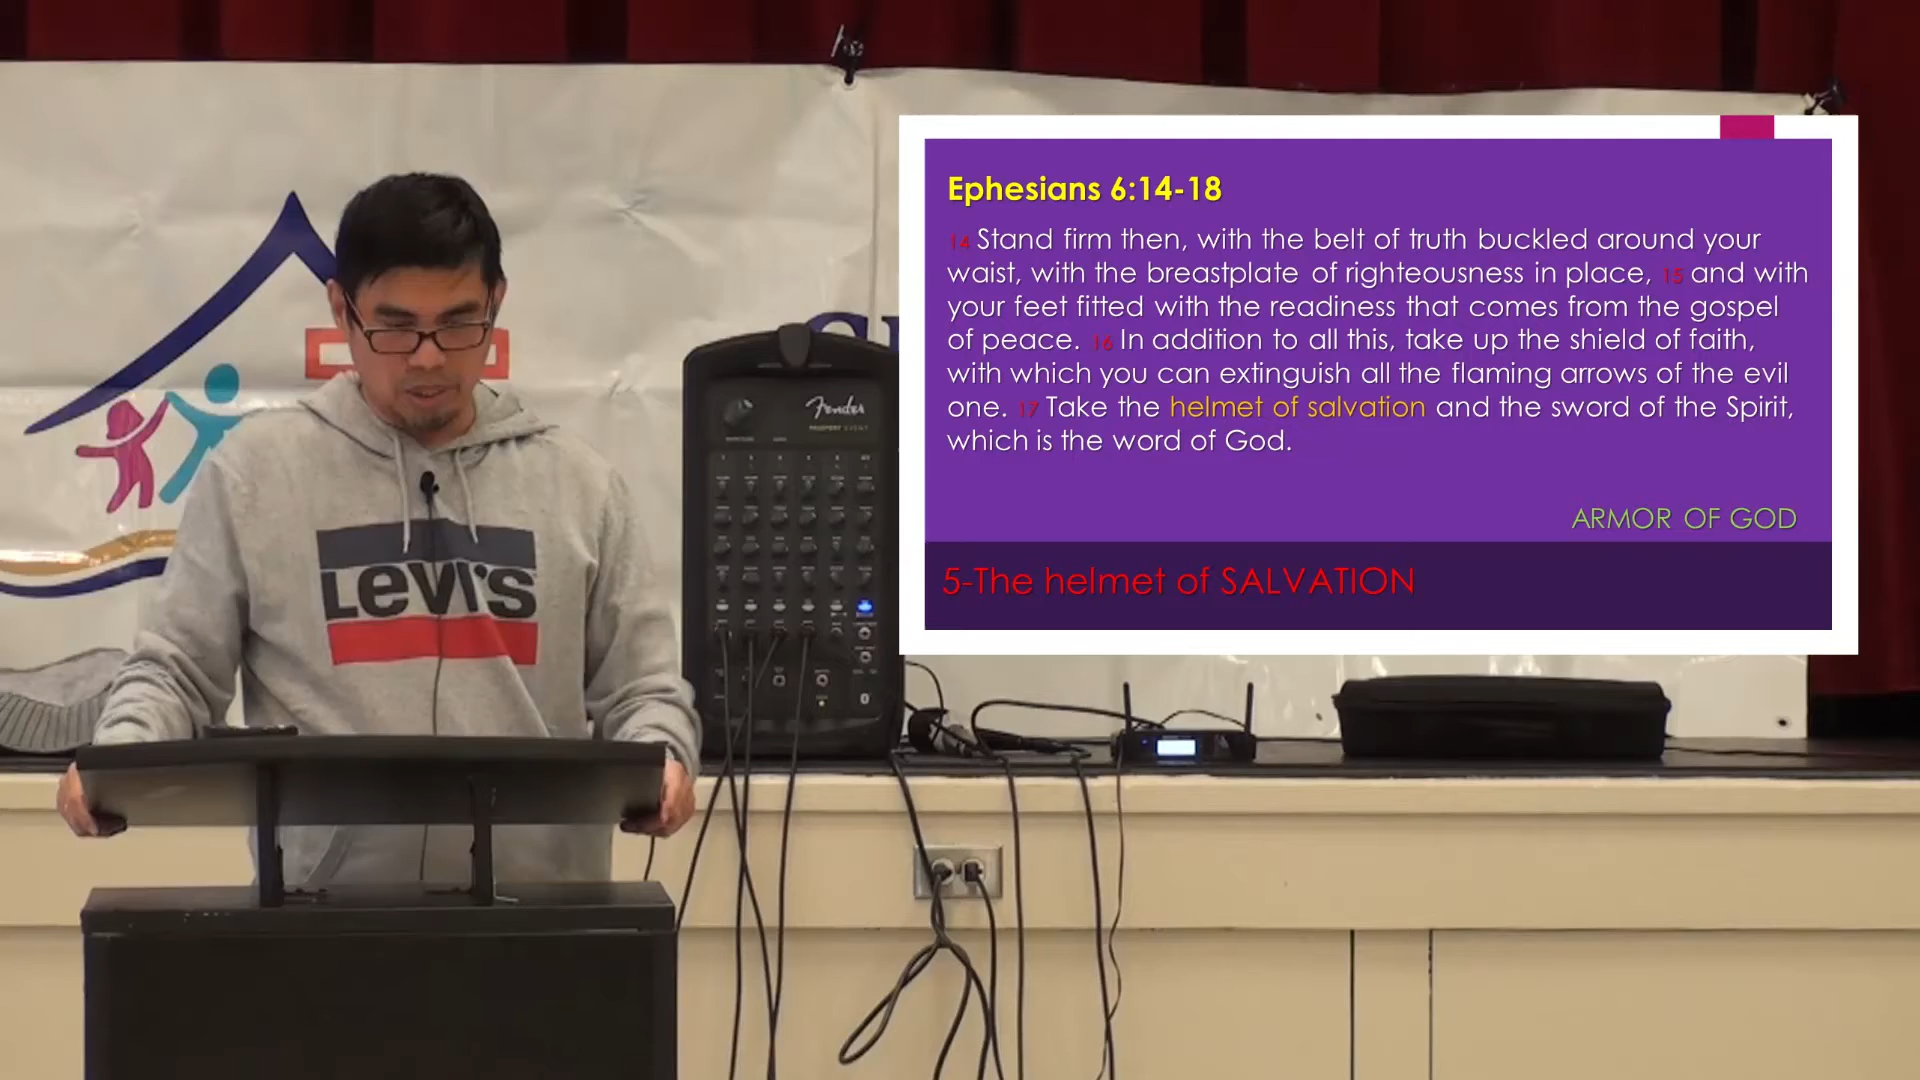 Ephesians 6:14-18
14 Stand firm then, with the belt of truth buckled around your
waist, with the breastplate of righteousness in place, 15 and with
your feet fitted with the readiness that comes from the gospel
of peace. 16 In addition to all this, take up the shield of faith,
with which you can extinguish all the flaming arrows of the evil
one. 17 Take the helmet of salvation and the sword of the Spirit,
which is the word of God.
ARMOR OF GOD
5-The helmet of SALVATION
Fender
LEVI'S